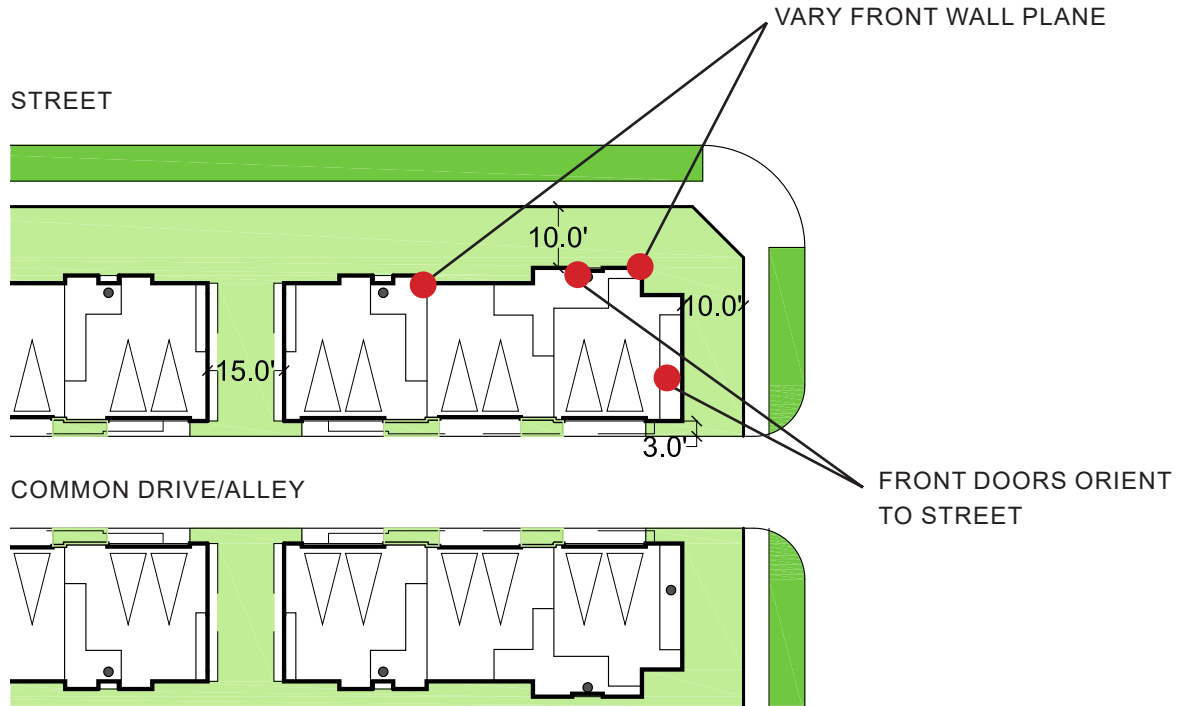 VARY FRONT WALL PLANE
STREET
10.0'
10.0'
15.0'
3.0'
COMMON DRIVE/ALLEY
FRONT DOORS ORIENT
TO STREET